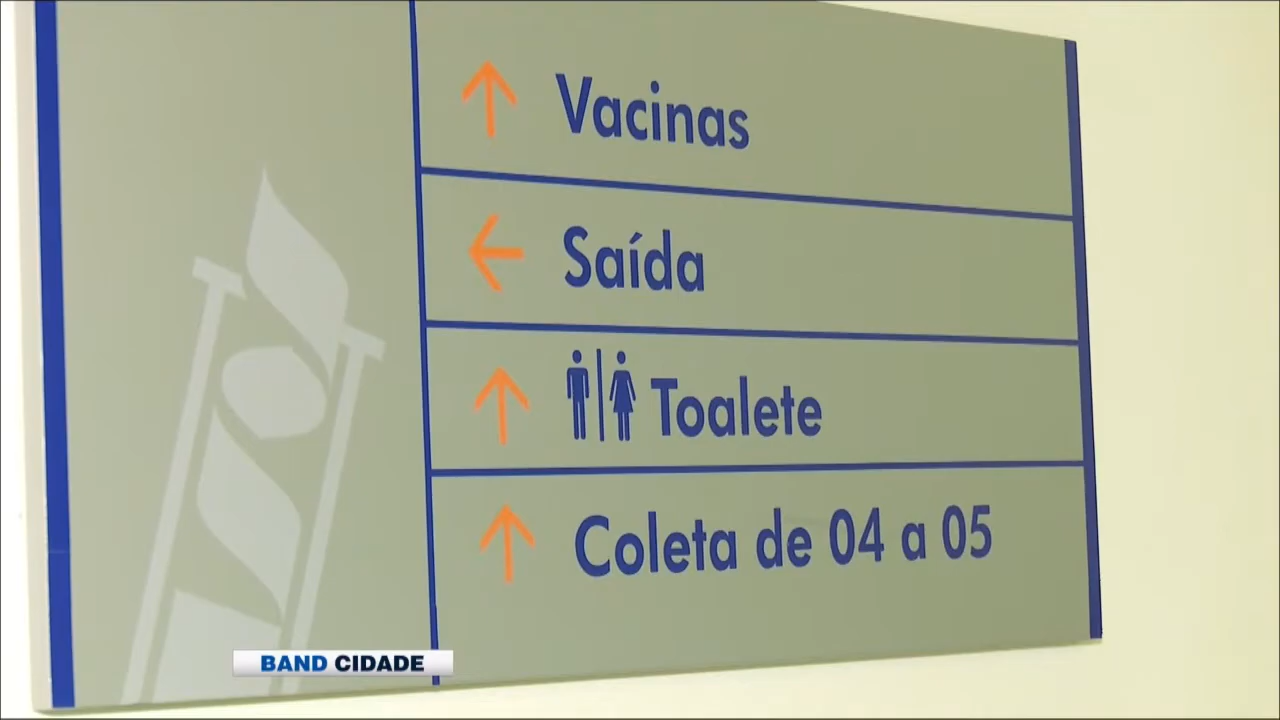 Vacinas
Saída
Toalete
Coleta de 04 a 05
BAND CIDADE